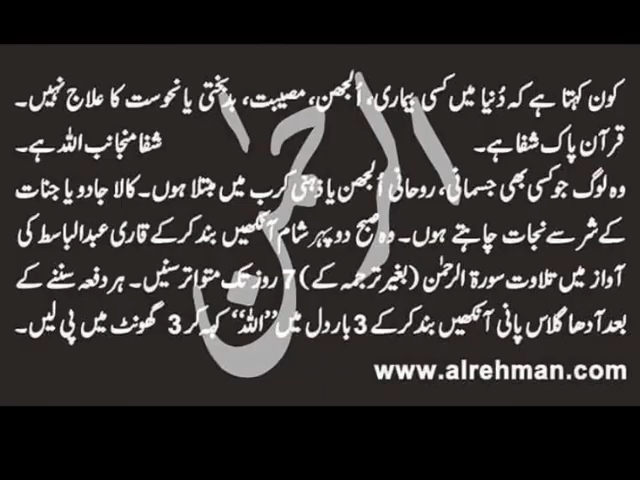 کون کہتا ہے کہ دُنیا میں کسی بیماری، اُلجھن، مصیبت، بدبختی یا نحوست کا علاج نہیں۔
قرآن پاک شفا ہے۔ شفا منجانب اللہ ہے۔
وہ لوگ جو کسی بھی جسمانی، روحانی اُلجھن یا ذہنی کرب میں مبتلا ہوں۔ کالا جادو یا جنات
کے شر سے نجات چاہتے ہوں۔ وہ صبح دوپہر شام آنکھیں بند کر کے قاری عبدالباسط کی
آواز میں تلاوت سورۃ الرحمٰن (بغیر ترجمہ کے) 7 روز تک متواتر سنیں۔ ہر دفعہ سننے کے
بعد آدھا گلاس پانی آنکھیں بند کر کے 3 بار دل میں ”اللہ“ کہہ کر 3 گھونٹ میں پی لیں۔
www.alrehman.com
الرحمٰن